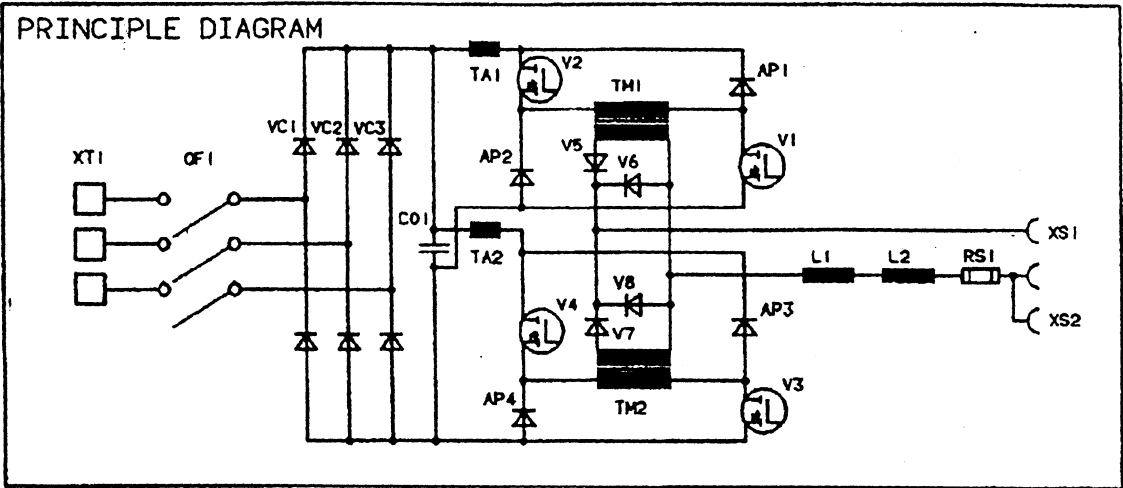 PRINCIPLE DIAGRAM
TA1
V2
AP1
TM1
VC1 VC2 VC3
V1
XT1
QF1
AP2
V5
V6
C01
XS1
TA2
L1
L2
RS1
V8
V4
AP3
XS2
V7
AP4
TM2
V3